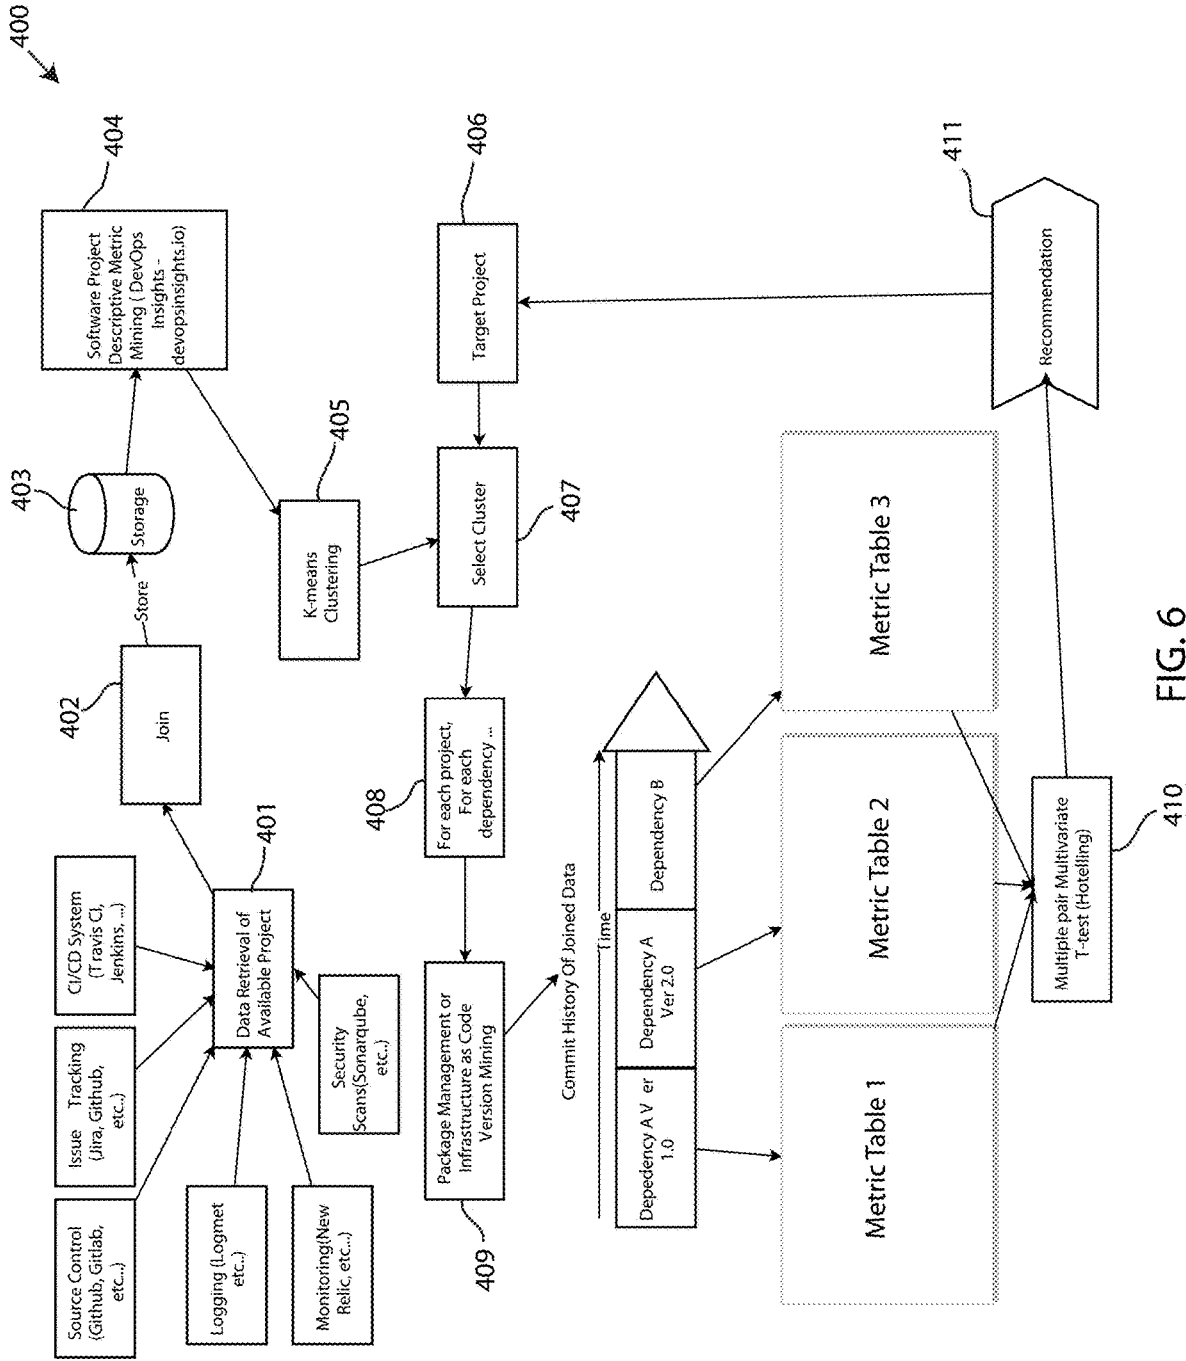 400
Source Control
(Github, Gitlab,
etc..)
Issue Tracking
(Jira, Github,
etc..)
CI/CD System
(Travis CI,
Jenkins, ...)
Logging (Logmet
etc..)
Monitoring(New
Relic, etc..)
Security
Scans(Sonarqube,
etc..)
Data Retrieval of
Available Project
401
Join
402
Store
Storage
403
Software Project
Descriptive Metric
Mining ( DevOps
Insights -
devopsinsights.io)
404
K-means
Clustering
405
Target Project
406
Select Cluster
407
For each project,
For each
dependency ...
408
Package Management or
Infrastructure as Code
Version Mining
409
Commit History Of Joined Data
Time
Depedency A V er
1.0
Dependency A
Ver 2.0
Dependency B
Metric Table 1
Metric Table 2
Metric Table 3
Multiple pair Multivariate
T-test (Hotelling)
410
Recommendation
411
FIG. 6